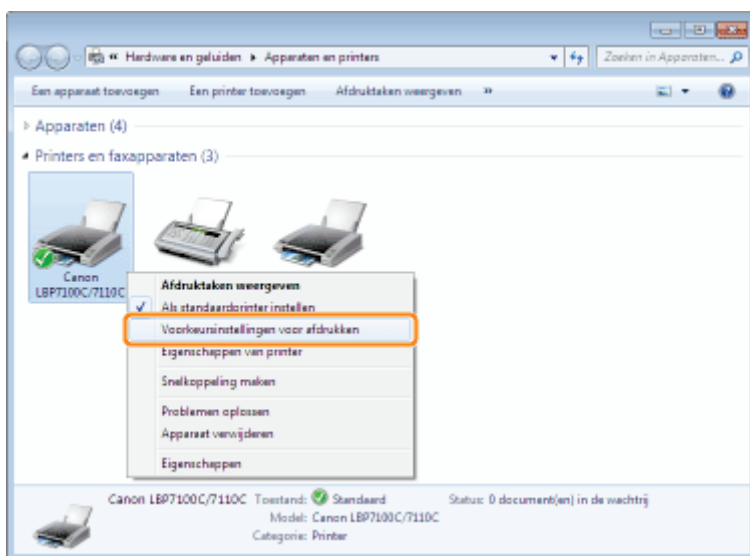 « Hardware en geluiden ▸ Apparaten en printers
Zoeken in Apparaten...
Een apparaat toevoegen Een printer toevoegen Afdruktaken weergeven »
Apparaten (4)
Printers en faxapparaten (3)
Canon
LBP7100C/7110C
Afdruktaken weergeven
Als standaardprinter instellen
Voorkeursinstellingen voor afdrukken
Eigenschappen van printer
Snelkoppeling maken
Problemen oplossen
Apparaat verwijderen
Eigenschappen
Canon LBP7100C/7110C Toestand: Standaard Status: 0 document(en) in de wachtrij
Model: Canon LBP7100C/7110C
Categorie: Printer